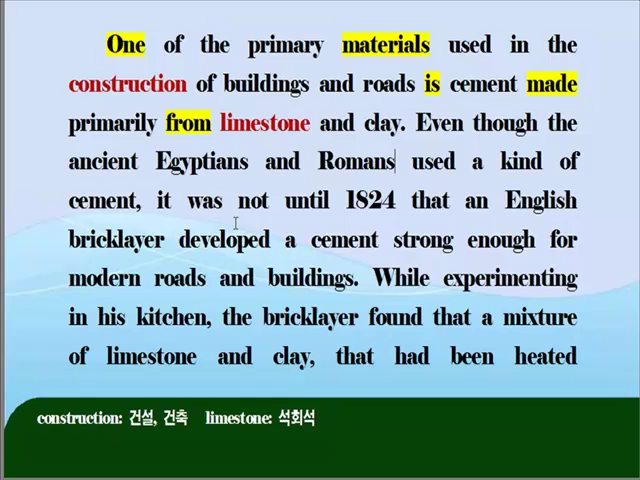 One of the primary materials used in the
construction of buildings and roads is cement made
primarily from limestone and clay. Even though the
ancient Egyptians and Romans used a kind of
cement, it was not until 1824 that an English
bricklayer developed a cement strong enough for
modern roads and buildings. While experimenting
in his kitchen, the bricklayer found that a mixture
of limestone and clay, that had been heated
construction: 건설, 건축 limestone: 석회석